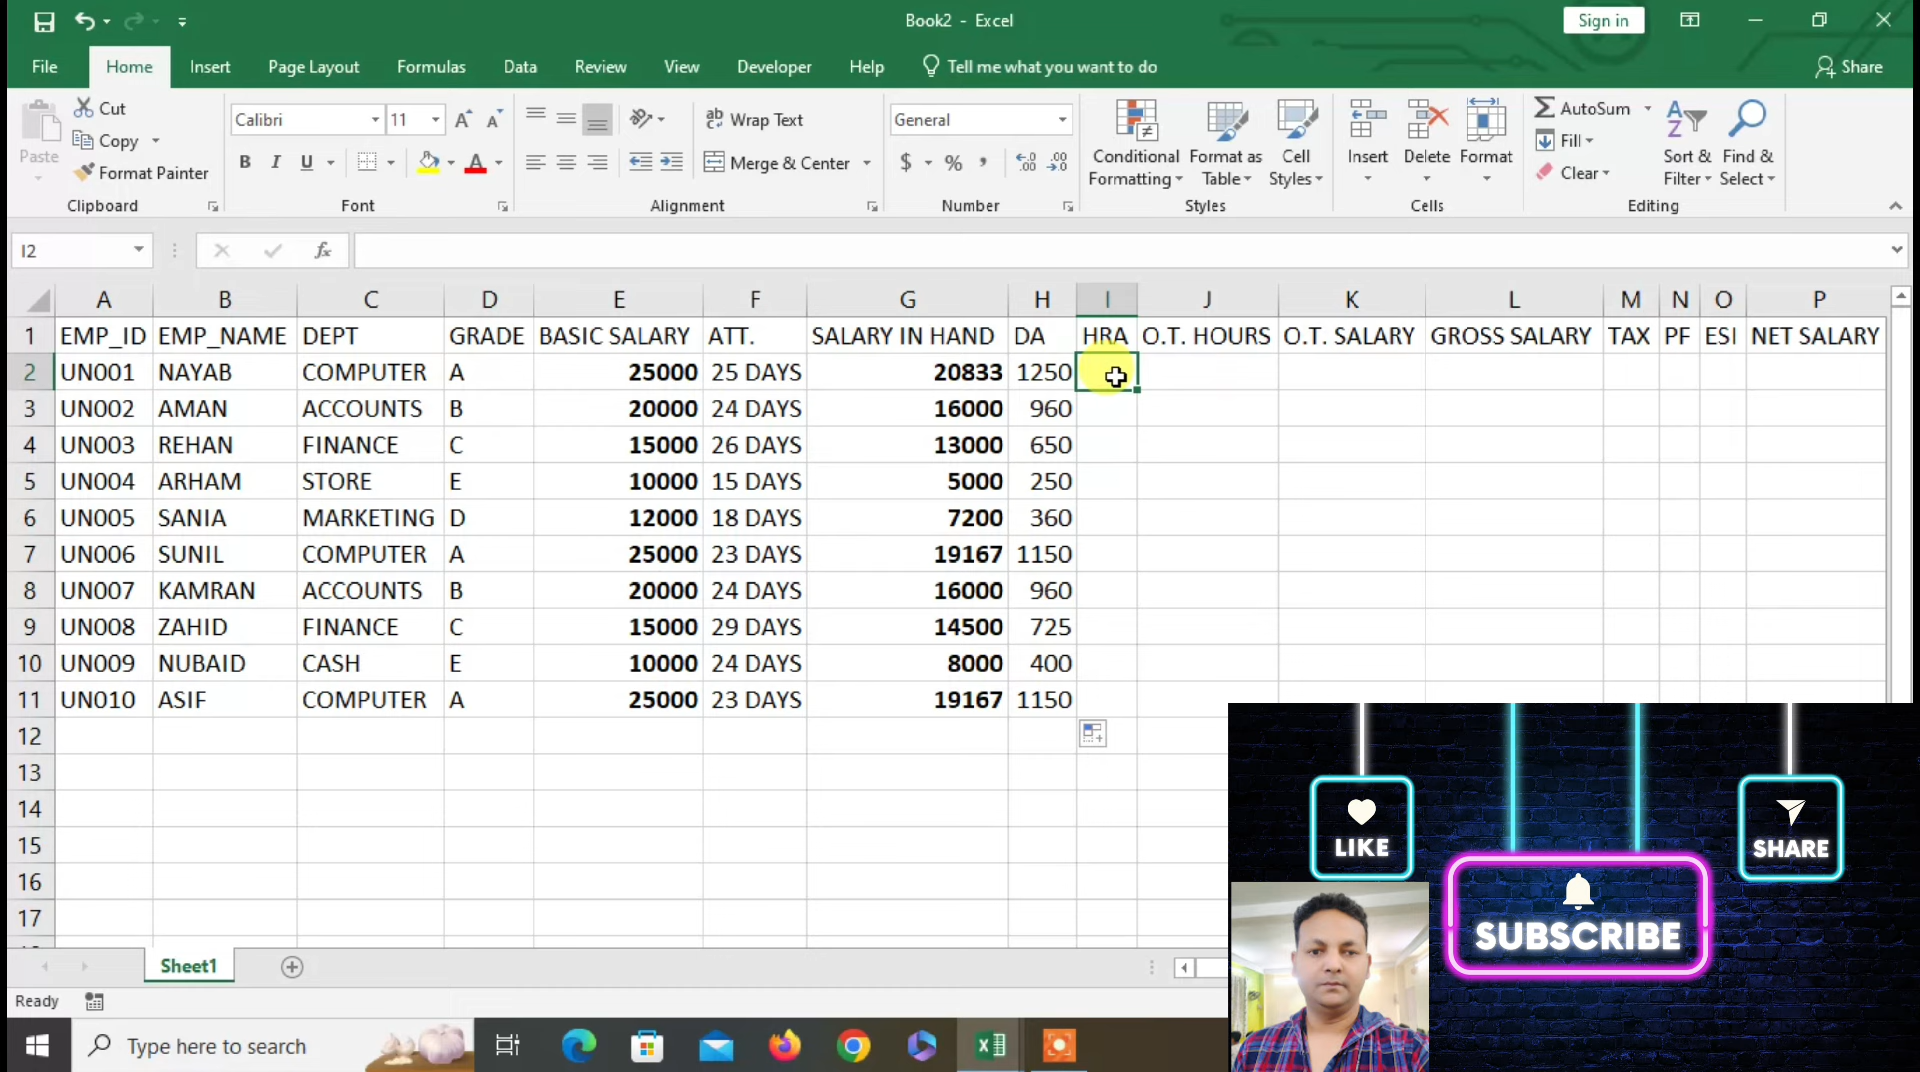 Book2 - Excel
Sign in
File Home Insert Page Layout Formulas Data Review View Developer Help Tell me what you want to do Share
Paste
Cut
Copy
Format Painter
Clipboard
Calibri 11
B I U
Font
Wrap Text
Merge & Center
Alignment
General
$ % ,
Number
Conditional Formatting
Format as Table
Cell Styles
Styles
Insert Delete Format
Cells
AutoSum
Fill
Clear
Sort & Filter
Find & Select
Editing
I2 fx
A B C D E F G H I J K L M N O P
1 EMP_ID EMP_NAME DEPT GRADE BASIC SALARY ATT. SALARY IN HAND DA HRA O.T. HOURS O.T. SALARY GROSS SALARY TAX PF ESI NET SALARY
2 UN001 NAYAB COMPUTER A 25000 25 DAYS 20833 1250
3 UN002 AMAN ACCOUNTS B 20000 24 DAYS 16000 960
4 UN003 REHAN FINANCE C 15000 26 DAYS 13000 650
5 UN004 ARHAM STORE E 10000 15 DAYS 5000 250
6 UN005 SANIA MARKETING D 12000 18 DAYS 7200 360
7 UN006 SUNIL COMPUTER A 25000 23 DAYS 19167 1150
8 UN007 KAMRAN ACCOUNTS B 20000 24 DAYS 16000 960
9 UN008 ZAHID FINANCE C 15000 29 DAYS 14500 725
10 UN009 NUBAID CASH E 10000 24 DAYS 8000 400
11 UN010 ASIF COMPUTER A 25000 23 DAYS 19167 1150
12
13
14
15
16
17
LIKE
SHARE
SUBSCRIBE
Sheet1
Ready
Type here to search